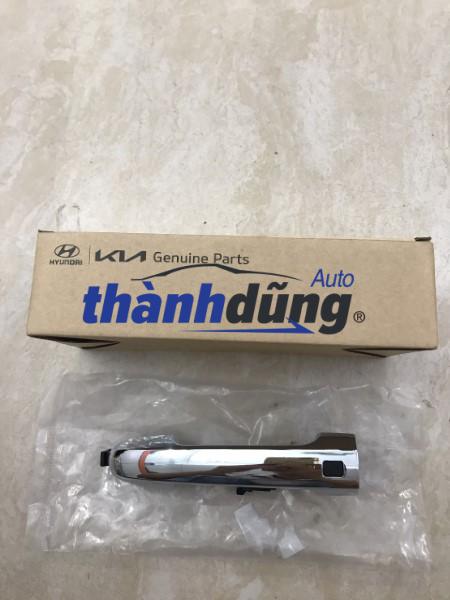 HYUNDAI KIA Genuine Parts
Auto
thànhdũng ®